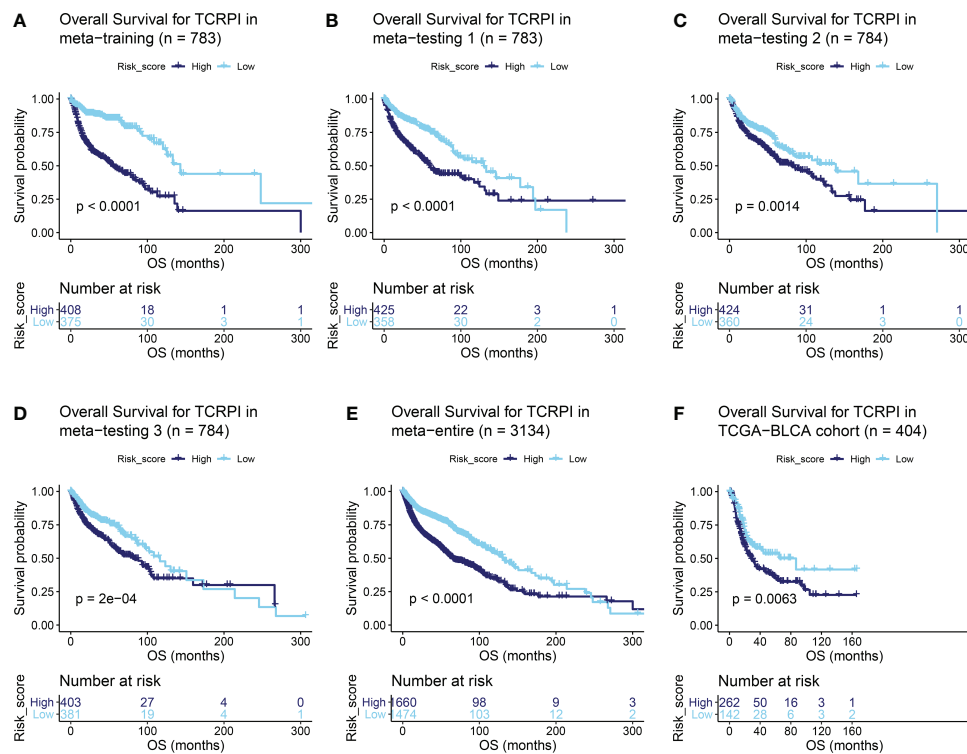 A
Overall Survival for TCRPI in
meta−training (n = 783)
Risk_score High Low
Survival probability
1.00
0.75
0.50
0.25
0.00
p < 0.0001
0 100 200 300
OS (months)
Number at risk
Risk_score
High 408 18 1 1
Low 375 30 3 1
0 100 200 300
OS (months)
B
Overall Survival for TCRPI in
meta−testing 1 (n = 783)
Risk_score High Low
Survival probability
1.00
0.75
0.50
0.25
0.00
p < 0.0001
0 100 200 300
OS (months)
Number at risk
Risk_score
High 425 22 3 1
Low 358 30 2 0
0 100 200 300
OS (months)
C
Overall Survival for TCRPI in
meta−testing 2 (n = 784)
Risk_score High Low
Survival probability
1.00
0.75
0.50
0.25
0.00
p = 0.0014
0 100 200 300
OS (months)
Number at risk
Risk_score
High 424 31 1 1
Low 360 24 3 0
0 100 200 300
OS (months)
D
Overall Survival for TCRPI in
meta−testing 3 (n = 784)
Risk_score High Low
Survival probability
1.00
0.75
0.50
0.25
0.00
p = 2e−04
0 100 200 300
OS (months)
Number at risk
Risk_score
High 403 27 4 0
Low 381 19 4 1
0 100 200 300
OS (months)
E
Overall Survival for TCRPI in
meta−entire (n = 3134)
Risk_score High Low
Survival probability
1.00
0.75
0.50
0.25
0.00
p < 0.0001
0 100 200 300
OS (months)
Number at risk
Risk_score
High 1660 98 9 3
Low 1474 103 12 2
0 100 200 300
OS (months)
F
Overall Survival for TCRPI in
TCGA−BLCA cohort (n = 404)
Risk_score High Low
Survival probability
1.00
0.75
0.50
0.25
0.00
p = 0.0063
0 40 80 120 160
OS (months)
Number at risk
Risk_score
High 262 50 16 3 1
Low 142 28 6 3 2
0 40 80 120 160
OS (months)